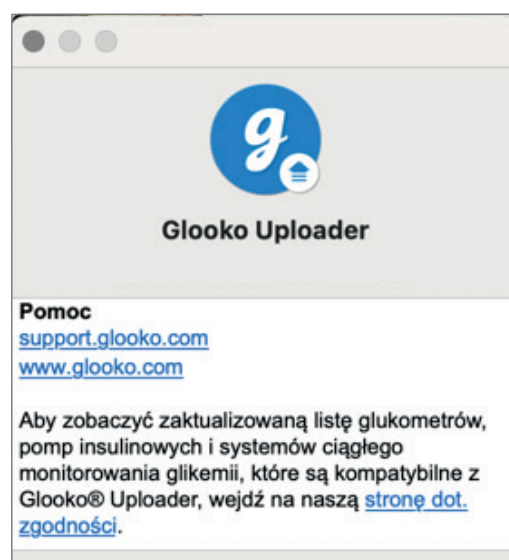 g
Glooko Uploader
Pomoc
support.glooko.com
www.glooko.com
Aby zobaczyć zaktualizowaną listę glukometrów,
pomp insulinowych i systemów ciągłego
monitorowania glikemii, które są kompatybilne z
Glooko® Uploader, wejdź na naszą stronę dot.
zgodności.